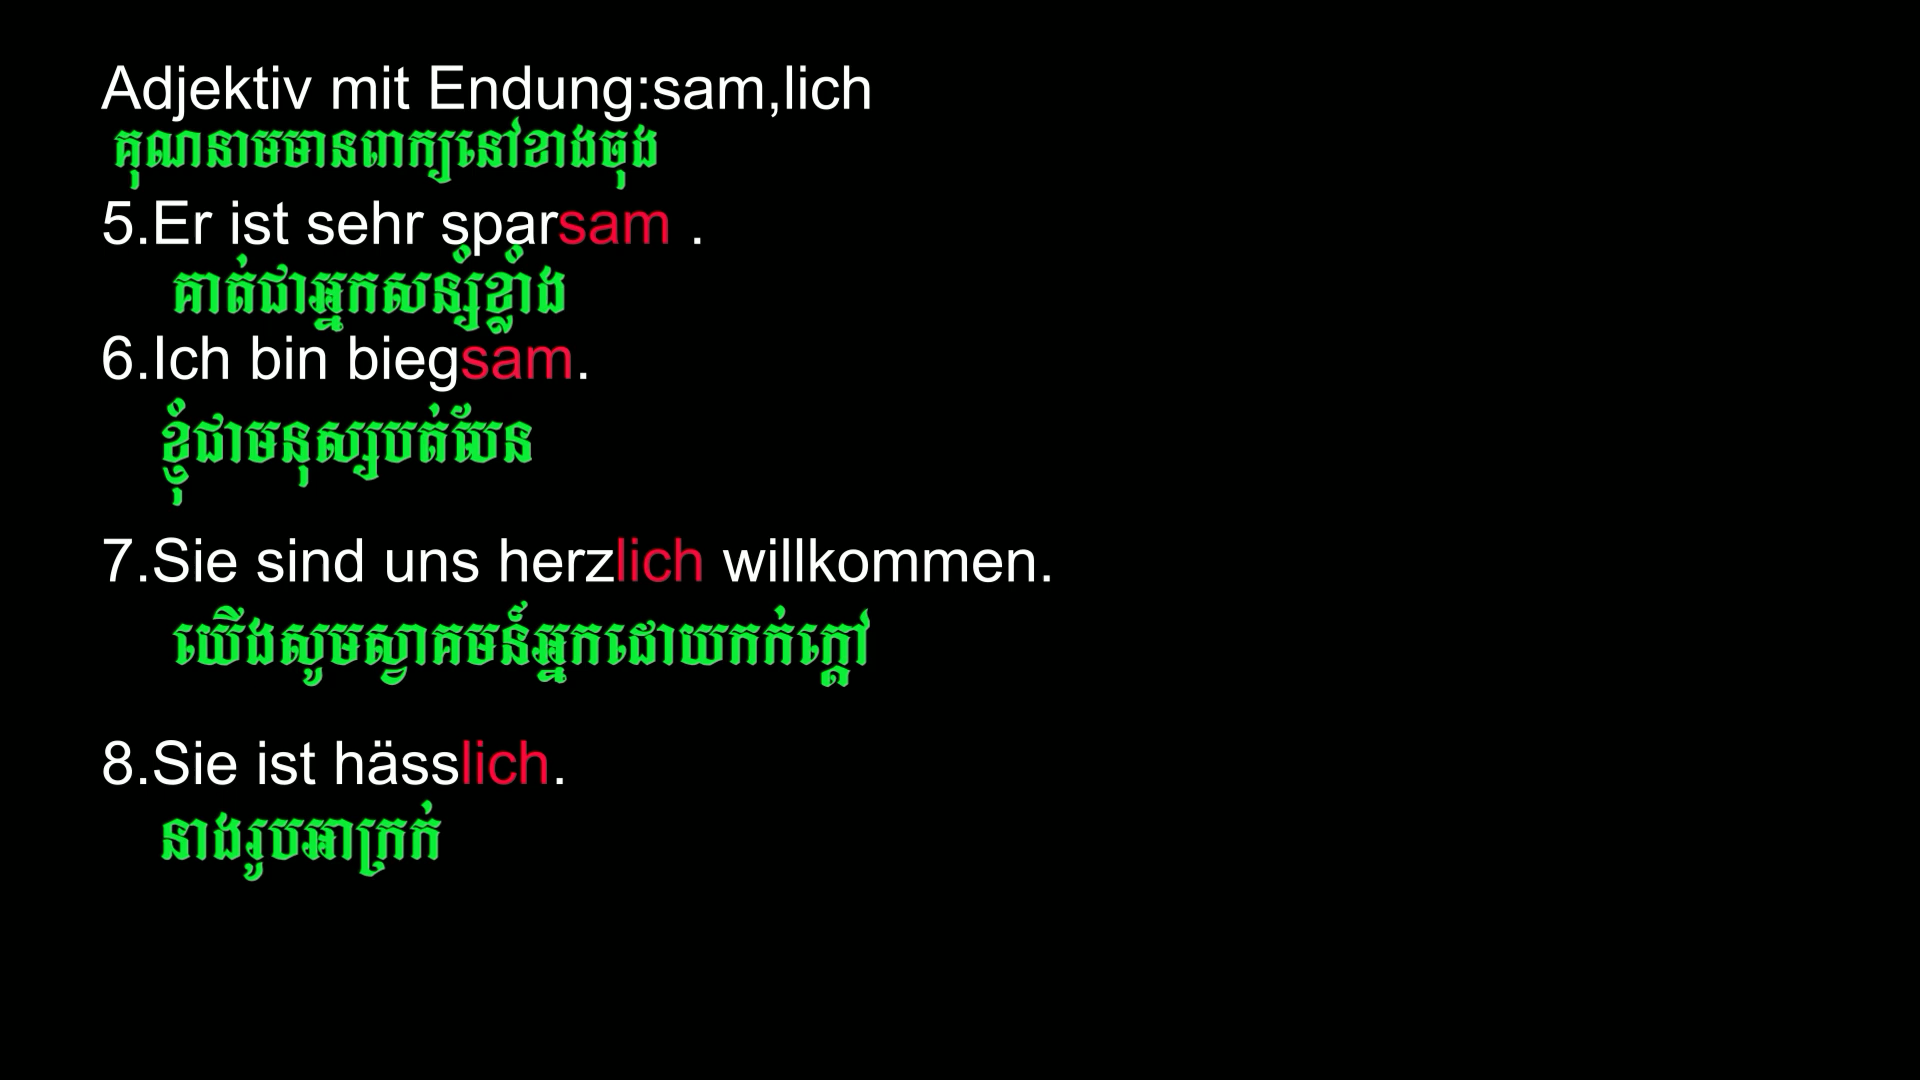 Adjektiv mit Endung:sam,lich
គុណនាមមានពាក្យនៅខាងចុង
5.Er ist sehr sparsam .
គាត់ជាអ្នកសន្សំខ្លាំង
6.Ich bin biegsam.
ខ្ញុំជាមនុស្សបត់បែន
7.Sie sind uns herzlich willkommen.
យើងសូមស្វាគមន៍អ្នកដោយកក់ក្តៅ
8.Sie ist hässlich.
នាងរូបអាក្រក់